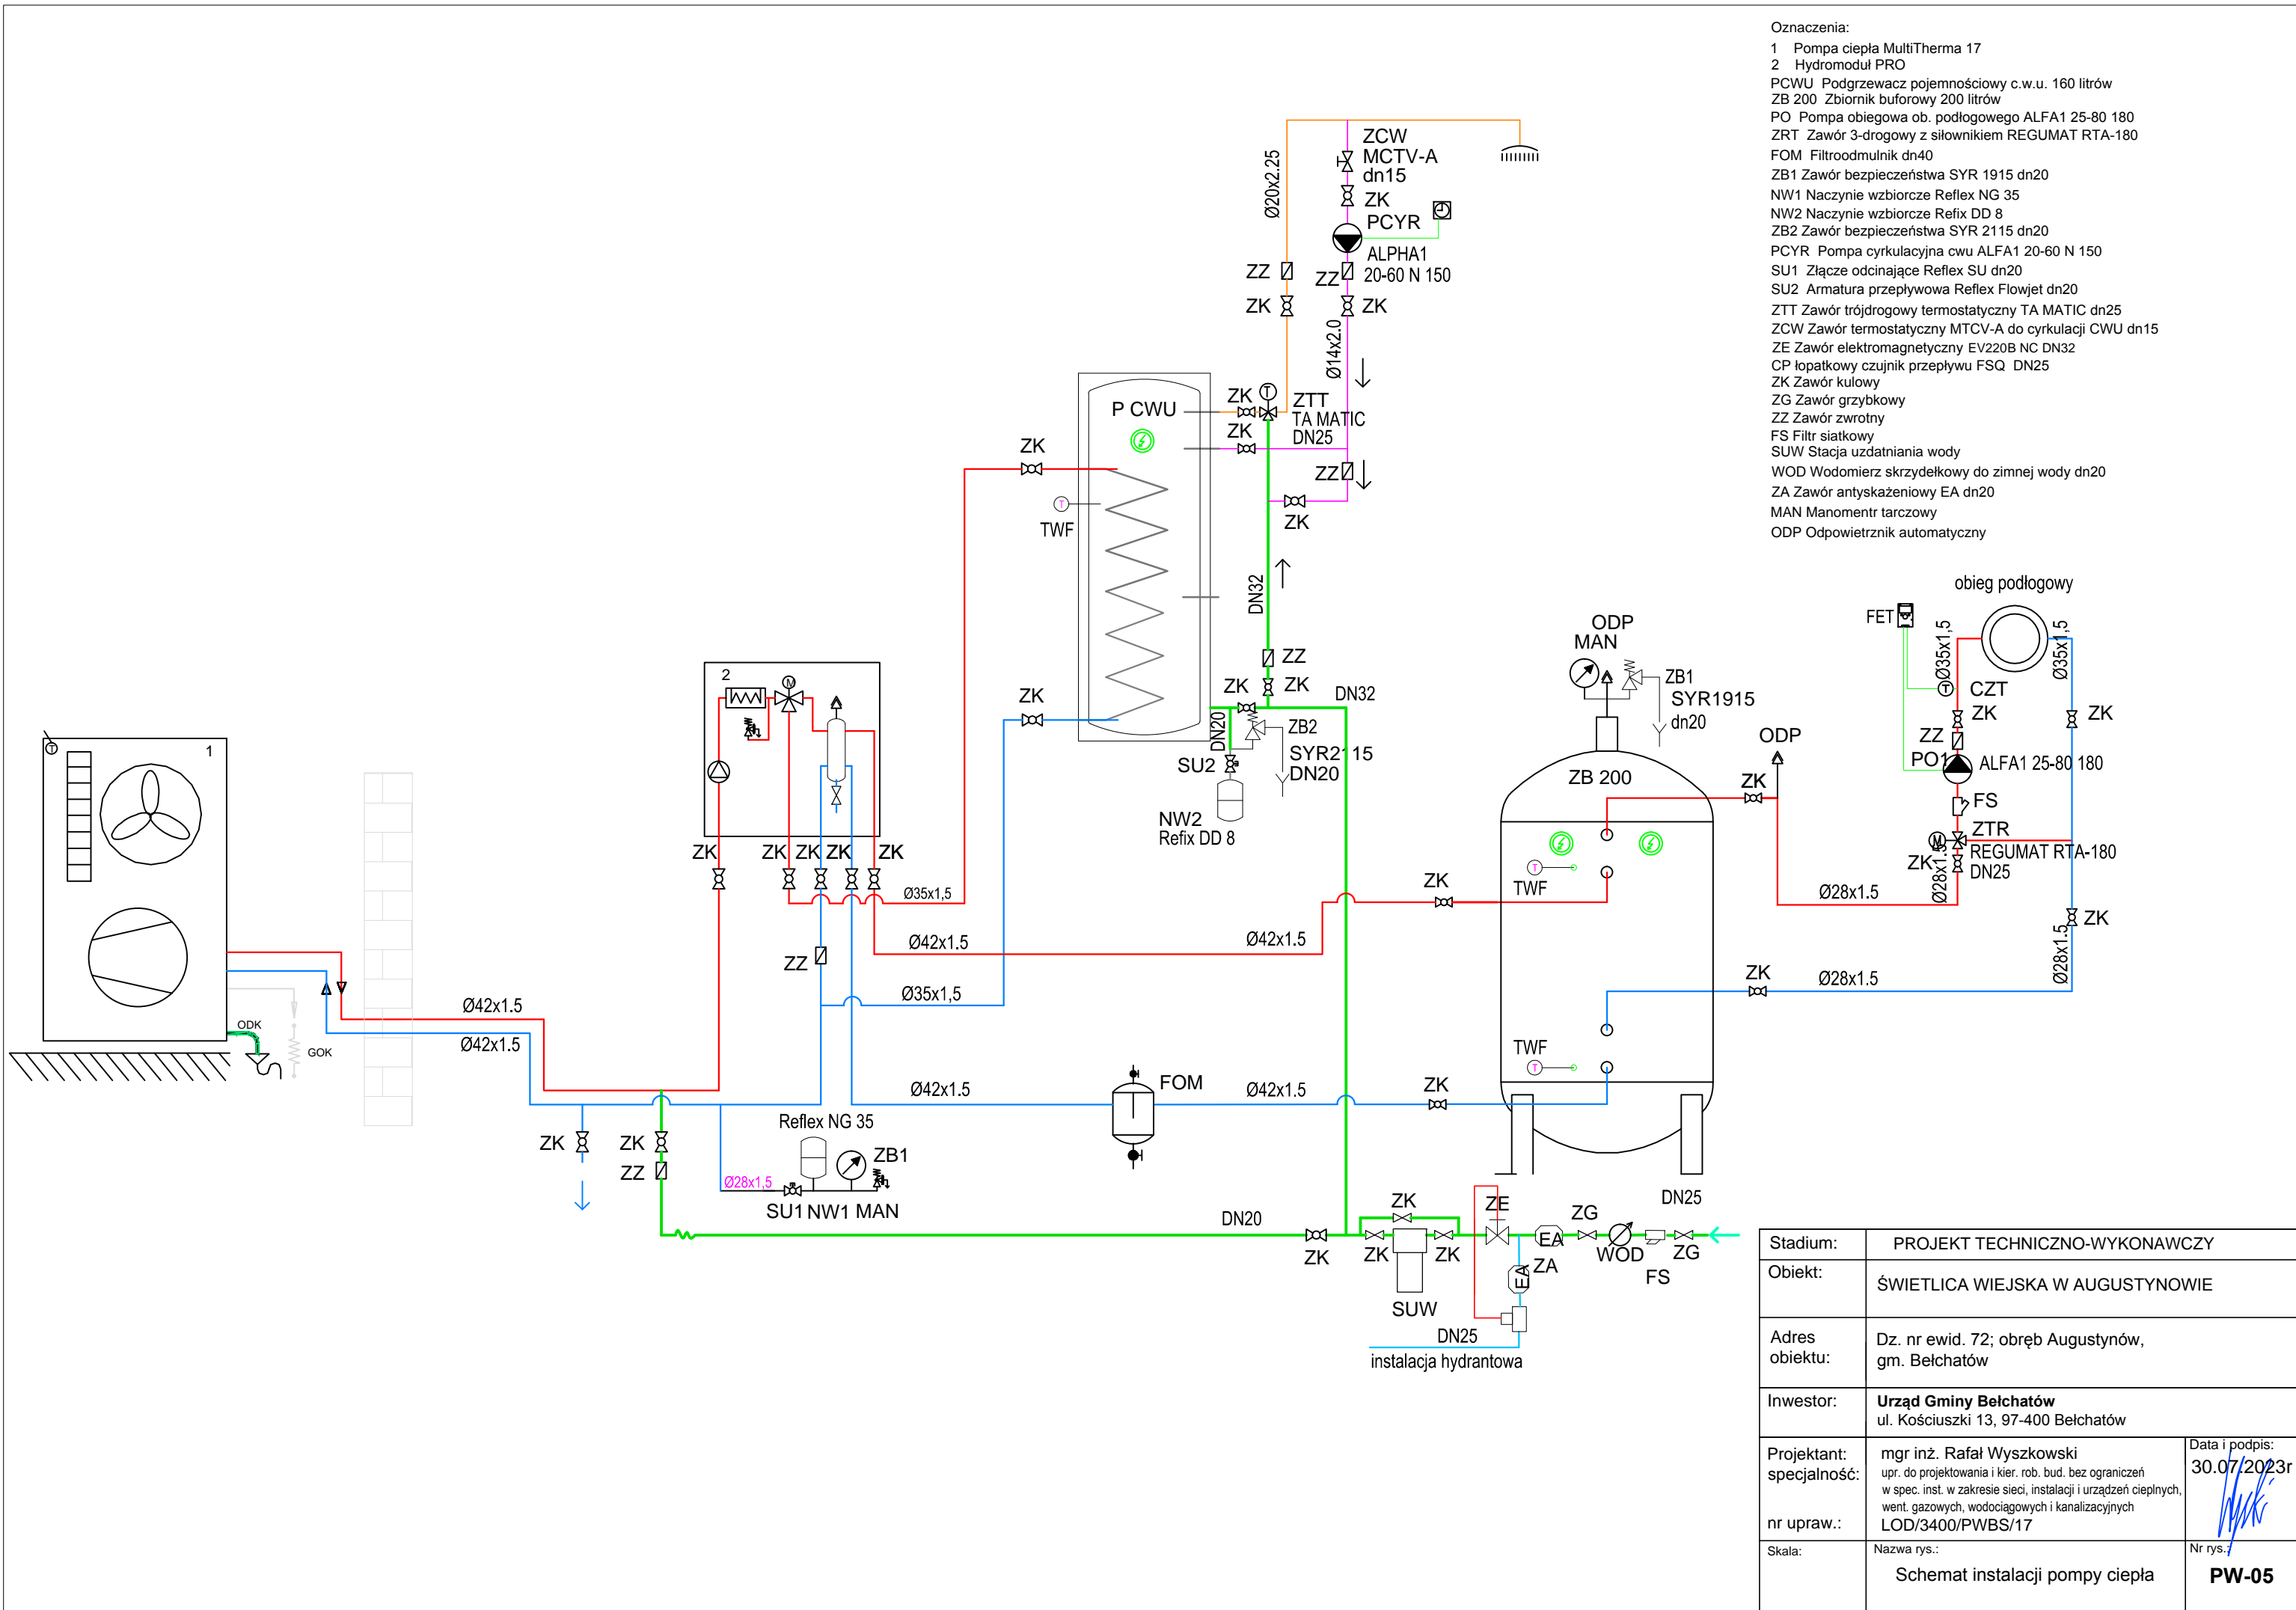 Oznaczenia:
1 Pompa ciepła MultiTherma 17
2 Hydromoduł PRO
PCWU Podgrzewacz pojemnościowy c.w.u. 160 litrów
ZB 200 Zbiornik buforowy 200 litrów
PO Pompa obiegowa ob. podłogowego ALFA1 25-80 180
ZRT Zawór 3-drogowy z siłownikiem REGUMAT RTA-180
FOM Filtroodmulnik dn40
ZB1 Zawór bezpieczeństwa SYR 1915 dn20
NW1 Naczynie wzbiorcze Reflex NG 35
NW2 Naczynie wzbiorcze Refix DD 8
ZB2 Zawór bezpieczeństwa SYR 2115 dn20
PCYR Pompa cyrkulacyjna cwu ALFA1 20-60 N 150
SU1 Złącze odcinające Reflex SU dn20
SU2 Armatura przepływowa Reflex Flowjet dn20
ZTT Zawór trójdrogowy termostatyczny TA MATIC dn25
ZCW Zawór termostatyczny MTCV-A do cyrkulacji CWU dn15
ZE Zawór elektromagnetyczny EV220B NC DN32
CP łopatkowy czujnik przepływu FSQ DN25
ZK Zawór kulowy
ZG Zawór grzybkowy
ZZ Zawór zwrotny
FS Filtr siatkowy
SUW Stacja uzdatniania wody
WOD Wodomierz skrzydełkowy do zimnej wody dn20
ZA Zawór antyskażeniowy EA dn20
MAN Manomentr tarczowy
ODP Odpowietrznik automatyczny
ZCW
MCTV-A
dn15
Ø20x2.25
ZK
PCYR
ALPHA1
20-60 N 150
ZZ
ZZ
ZK
ZK
Ø14x2.0
P CWU
ZK
T
ZTT
TA MATIC
DN25
ZK
ZK
ZZ
T
TWF
ZK
DN32
ZZ
ZK
ZK
ZK
DN32
DN20
ZB2
SYR2115
DN20
SU2
NW2
Refix DD 8
obieg podłogowy
FET
Ø35x1,5
Ø35x1,5
T
CZT
ZK
ZK
ZZ
PO1
ALFA1 25-80 180
FS
M
ZTR
REGUMAT RTA-180
ZK
DN25
Ø28x1.5
Ø28x1.5
ZK
Ø28x1.5
ZK
Ø28x1.5
ODP
MAN
ZB1
SYR1915
dn20
ODP
ZK
ZB 200
T
TWF
ZK
TWF
T
ZK
2
M
1
T
ZK
ZK
ZK
ZK
ZK
Ø35x1,5
Ø42x1.5
Ø42x1.5
ZZ
Ø35x1,5
Ø42x1.5
Ø42x1.5
ODK
GOK
Ø42x1.5
FOM
Ø42x1.5
Reflex NG 35
ZK
ZK
ZZ
ZB1
Ø28x1,5
SU1 NW1 MAN
DN20
ZK
ZK
ZK
ZK
SUW
ZE
EA
ZA
EA
ZG
WOD
FS
ZG
DN25
DN25
instalacja hydrantowa
Stadium: PROJEKT TECHNICZNO-WYKONAWCZY
Obiekt: ŚWIETLICA WIEJSKA W AUGUSTYNOWIE
Adres obiektu: Dz. nr ewid. 72; obręb Augustynów,
gm. Bełchatów
Inwestor: Urząd Gminy Bełchatów
ul. Kościuszki 13, 97-400 Bełchatów
Projektant: mgr inż. Rafał Wyszkowski
specjalność: upr. do projektowania i kier. rob. bud. bez ograniczeń
w spec. inst. w zakresie sieci, instalacji i urządzeń cieplnych,
went. gazowych, wodociągowych i kanalizacyjnych
nr upraw.: LOD/3400/PWBS/17
Data i podpis:
30.07.2023r
Skala:
Nazwa rys.:
Schemat instalacji pompy ciepła
Nr rys.:
PW-05